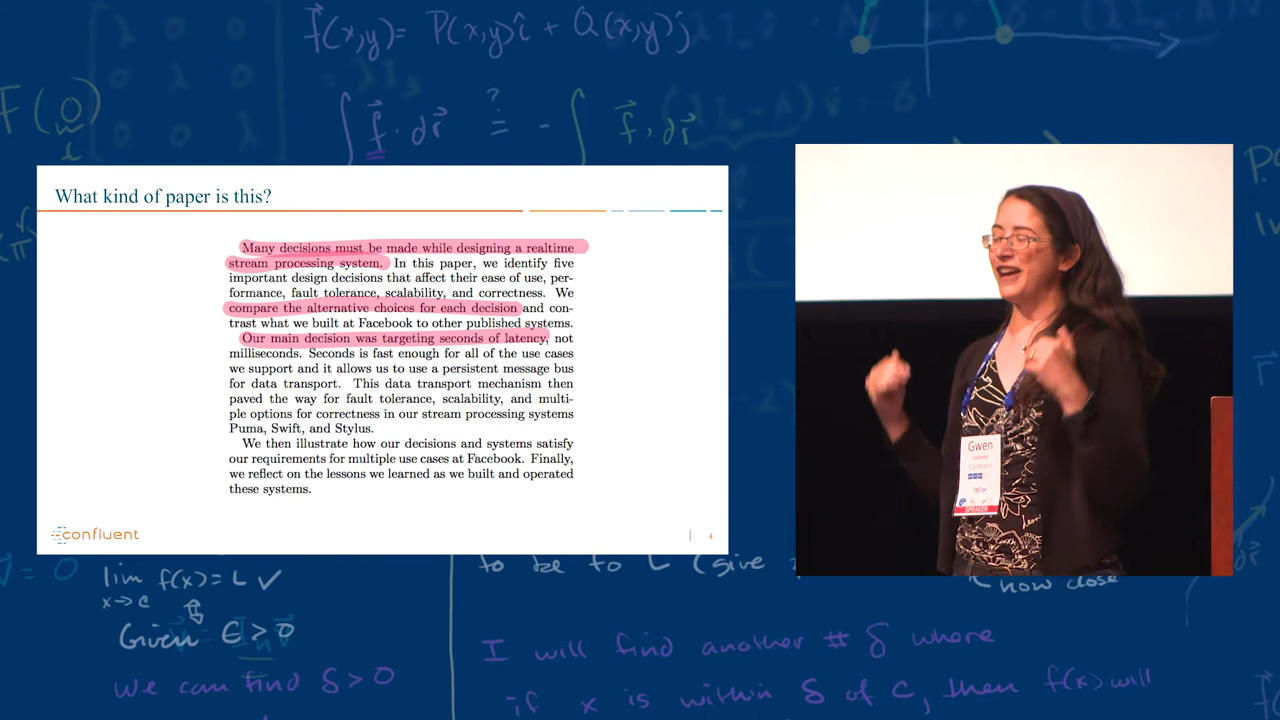 f(x,y)= P(x,y)i + Q(x,y)j
∫ f · dr ?= - ∫ f · dr
What kind of paper is this?
Many decisions must be made while designing a realtime
stream processing system. In this paper, we identify five
important design decisions that affect their ease of use, per-
formance, fault tolerance, scalability, and correctness. We
compare the alternative choices for each decision and con-
trast what we built at Facebook to other published systems.
Our main decision was targeting seconds of latency, not
milliseconds. Seconds is fast enough for all of the use cases
we support and it allows us to use a persistent message bus
for data transport. This data transport mechanism then
paved the way for fault tolerance, scalability, and multi-
ple options for correctness in our stream processing systems
Puma, Swift, and Stylus.
We then illustrate how our decisions and systems satisfy
our requirements for multiple use cases at Facebook. Finally,
we reflect on the lessons we learned as we built and operated
these systems.
confluent
4
Gwen
Confluent
QCon
SPEAKER
lim f(x)=L ✓
x→c
Given ϵ > 0
we can find δ > 0
to be to L (give
how close
I will find another # δ where
if x is within δ of c, then f(x) will